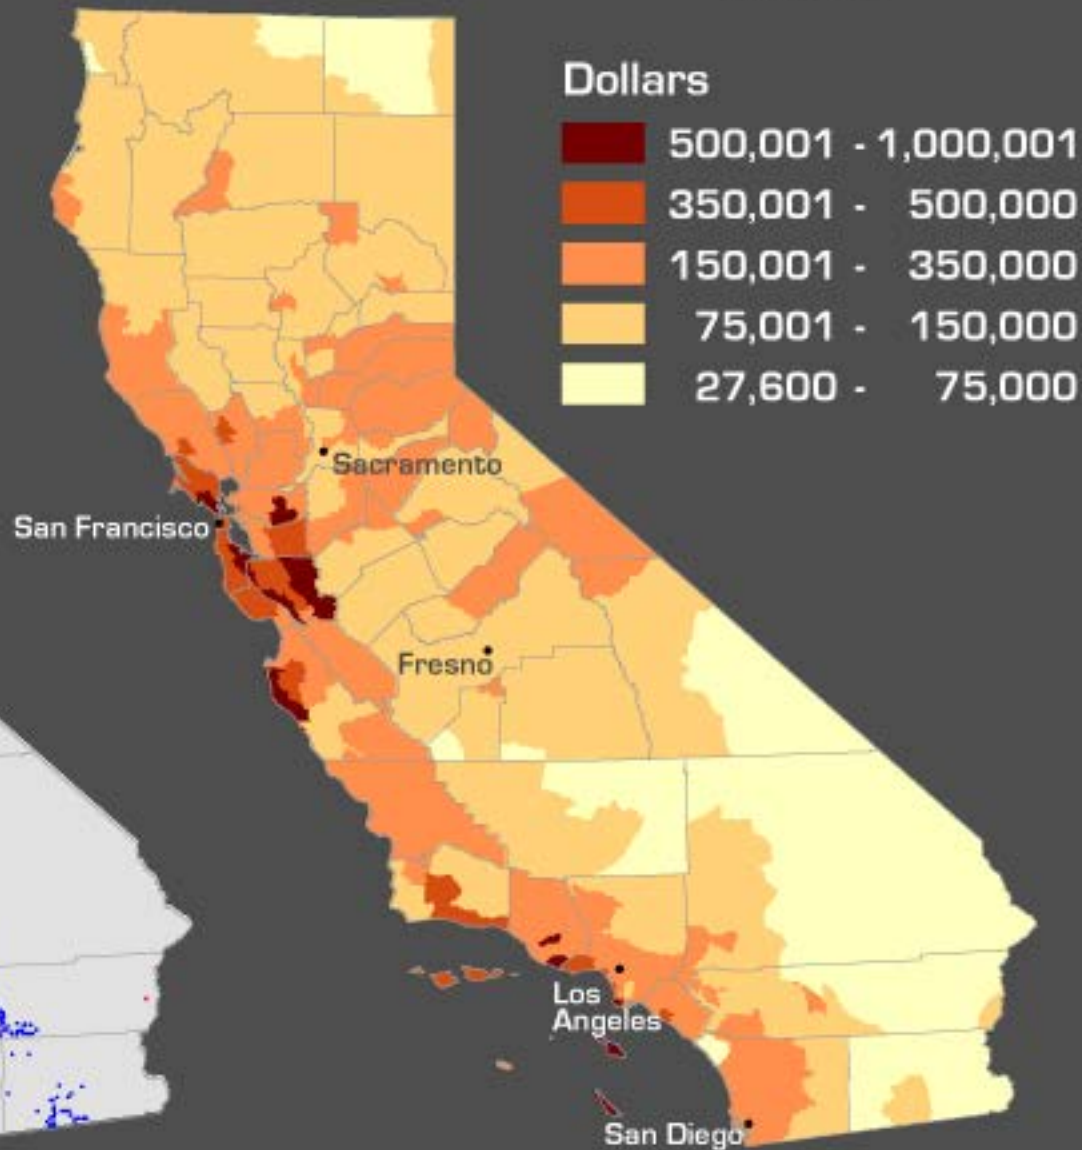 Dollars
500,001 - 1,000,001
350,001 - 500,000
150,001 - 350,000
75,001 - 150,000
27,600 - 75,000
Sacramento
San Francisco
Fresno
Los
Angeles
San Diego